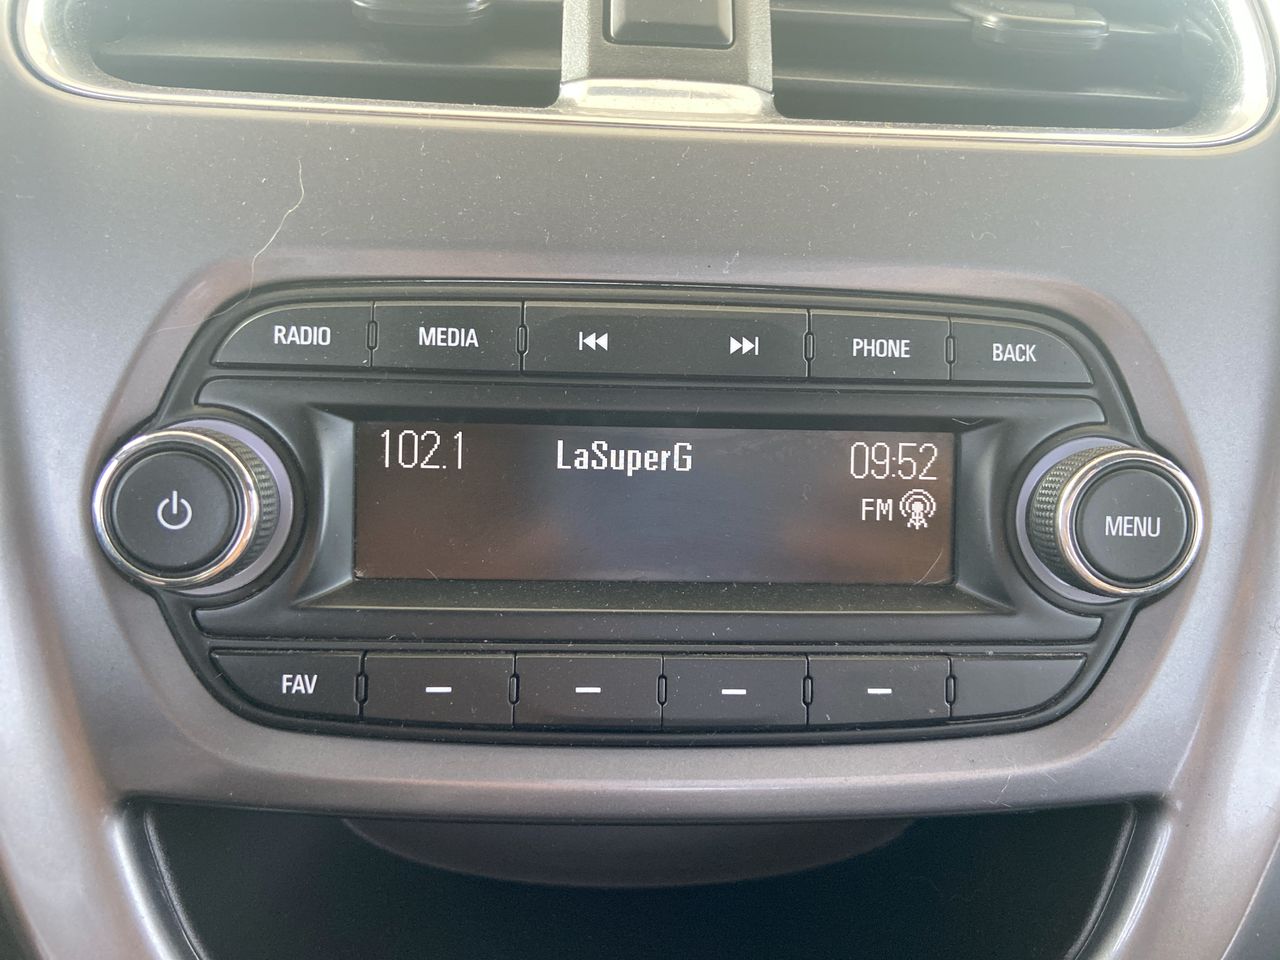 RADIO
MEDIA
PHONE
BACK
102.1 LaSuperG 09:52
FM
MENU
FAV